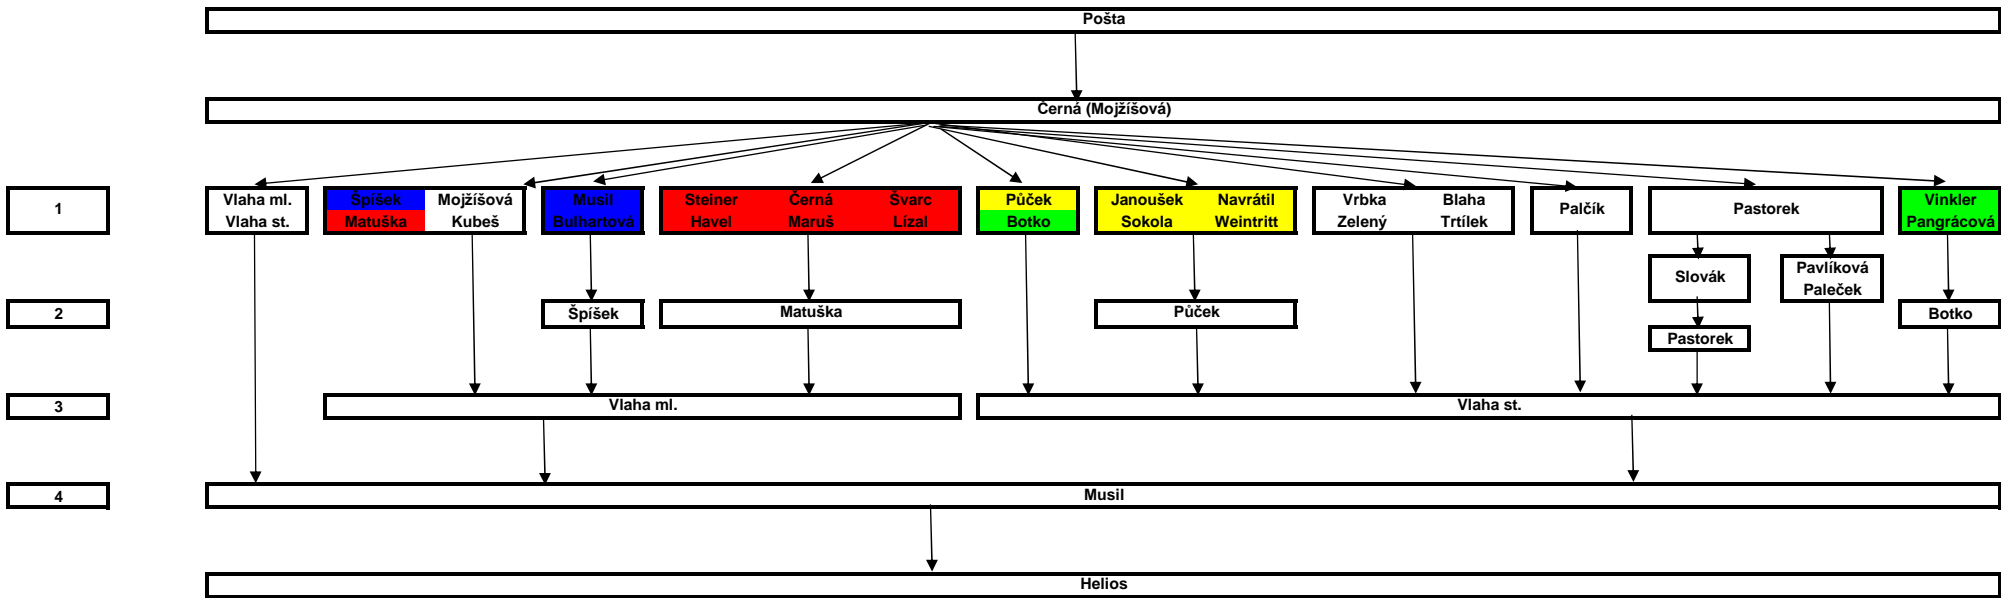 Pošta
Černá (Mojžíšová)
1
Vlaha ml.
Vlaha st.
Špíšek
Matuška
Mojžíšová
Kubeš
Musil
Bulhartová
Steiner Černá Švarc
Havel Maruš Lízal
Půček
Botko
Janoušek Navrátil
Sokola Weintritt
Vrbka Blaha
Zelený Trtílek
Palčík
Pastorek
Vinkler
Pangrácová
Slovák
Pavlíková
Paleček
2
Špíšek
Matuška
Půček
Botko
Pastorek
3
Vlaha ml.
Vlaha st.
4
Musil
Helios